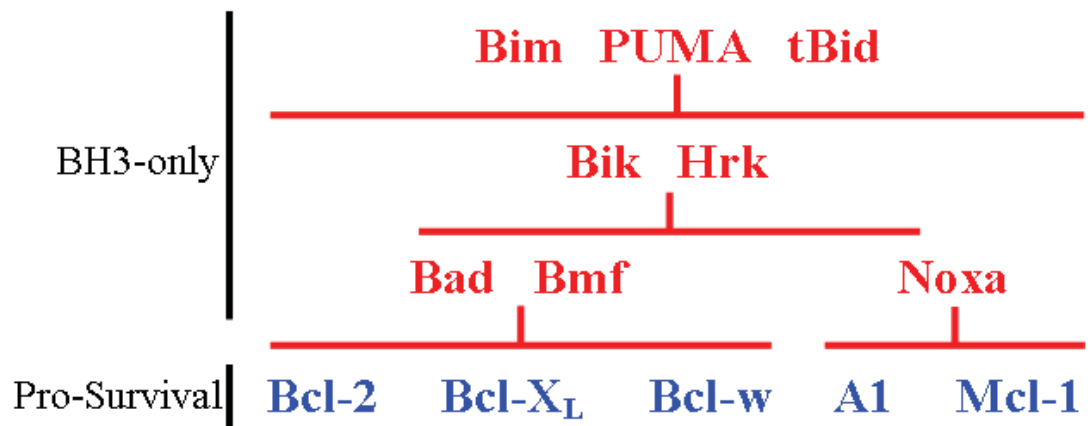 Bim PUMA tBid
BH3-only
Bik Hrk
Bad Bmf Noxa
Pro-Survival Bcl-2 Bcl-XL Bcl-w A1 Mcl-1